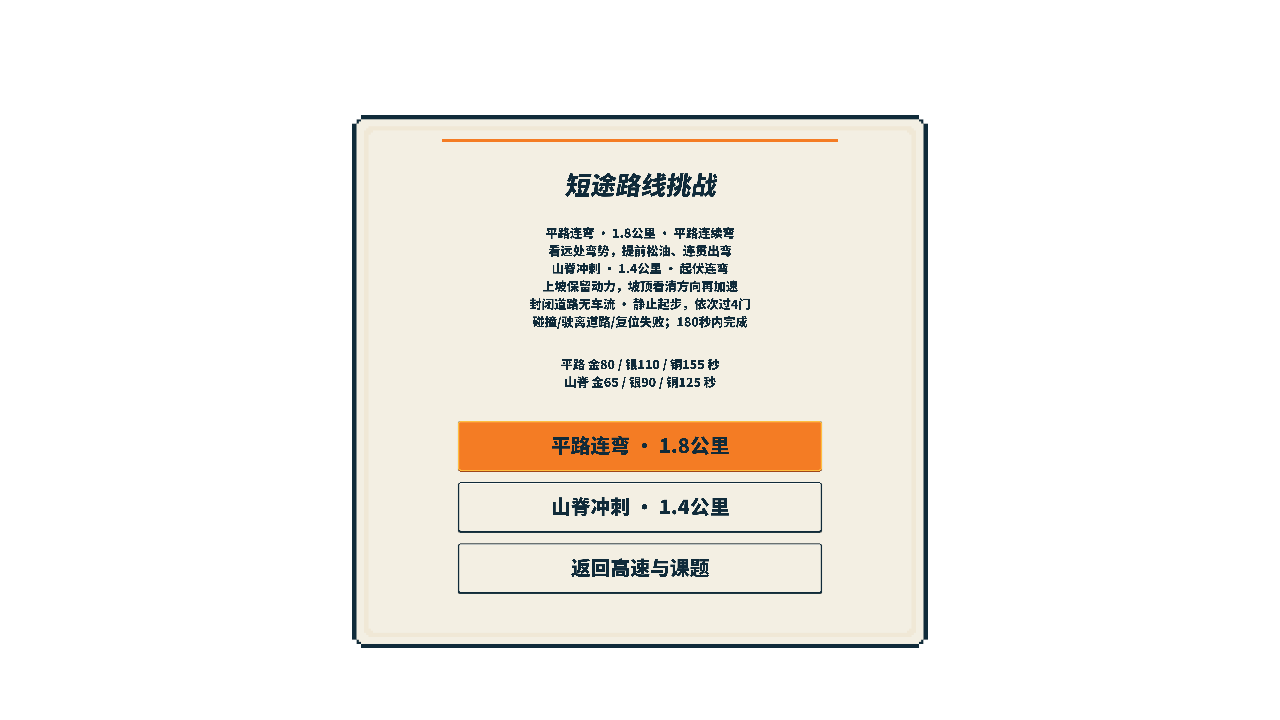 短途路线挑战
平路连弯 · 1.8公里 · 平路连续弯
看远处弯势，提前松油、连贯出弯
山脊冲刺 · 1.4公里 · 起伏连弯
上坡保留动力，坡顶看清方向再加速
封闭道路无车流 · 静止起步，依次过4门
碰撞/驶离道路/复位失败；180秒内完成
平路 金80 / 银110 / 铜155 秒
山脊 金65 / 银90 / 铜125 秒
平路连弯 · 1.8公里
山脊冲刺 · 1.4公里
返回高速与课题